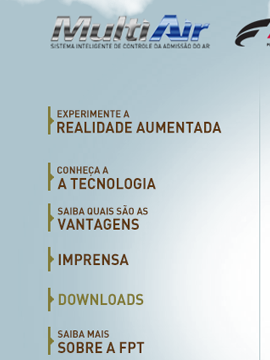 MultiAir
SISTEMA INTELIGENTE DE CONTROLE DA ADMISSÃO DO AR
EXPERIMENTE A
REALIDADE AUMENTADA
CONHEÇA A
A TECNOLOGIA
SAIBA QUAIS SÃO AS
VANTAGENS
IMPRENSA
DOWNLOADS
SAIBA MAIS
SOBRE A FPT